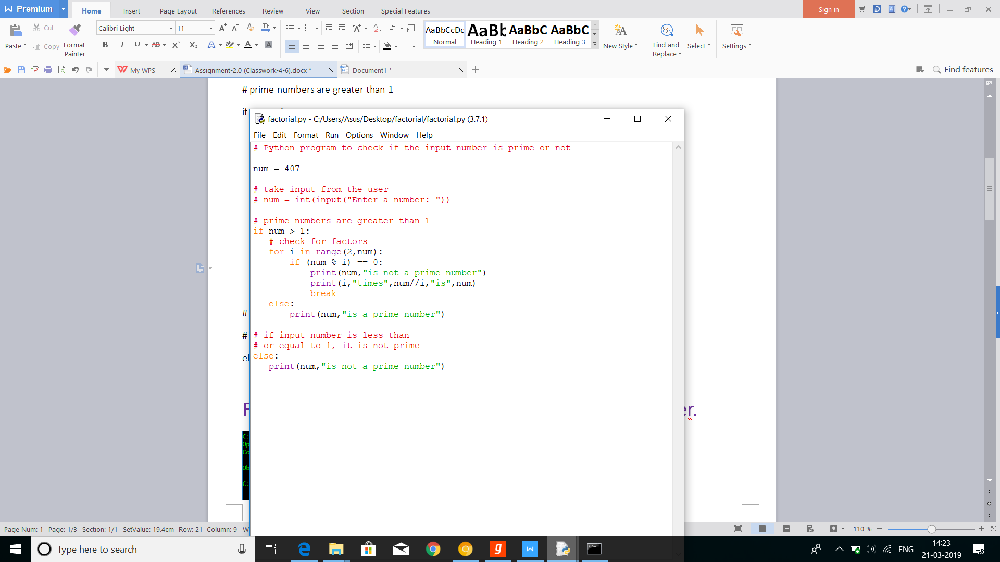 Premium Home Insert Page Layout References Review View Section Special Features Sign in
Calibri Light 11
Paste Cut Copy Format Painter
AaBbCcDd Normal
AaBb Heading 1
AaBbC Heading 2
AaBbC Heading 3
New Style Find and Replace Select Settings
My WPS Assignment-2.0 (Classwork-4-6).docx * Document1 * Find features
# prime numbers are greater than 1
if
factorial.py - C:/Users/Asus/Desktop/factorial/factorial.py (3.7.1)
File Edit Format Run Options Window Help
# Python program to check if the input number is prime or not
num = 407
# take input from the user
# num = int(input("Enter a number: "))
# prime numbers are greater than 1
if num > 1:
   # check for factors
   for i in range(2,num):
       if (num % i) == 0:
           print(num,"is not a prime number")
           print(i,"times",num//i,"is",num)
           break
   else:
       print(num,"is a prime number")
# if input number is less than
# or equal to 1, it is not prime
else:
   print(num,"is not a prime number")
#
#
el
er.
C:
Op
Co
Ob
C:
Page Num: 1 Page: 1/3 Section: 1/1 SetValue: 19.4cm Row: 21 Column: 9 W 110 %
Type here to search ENG 14:23
21-03-2019